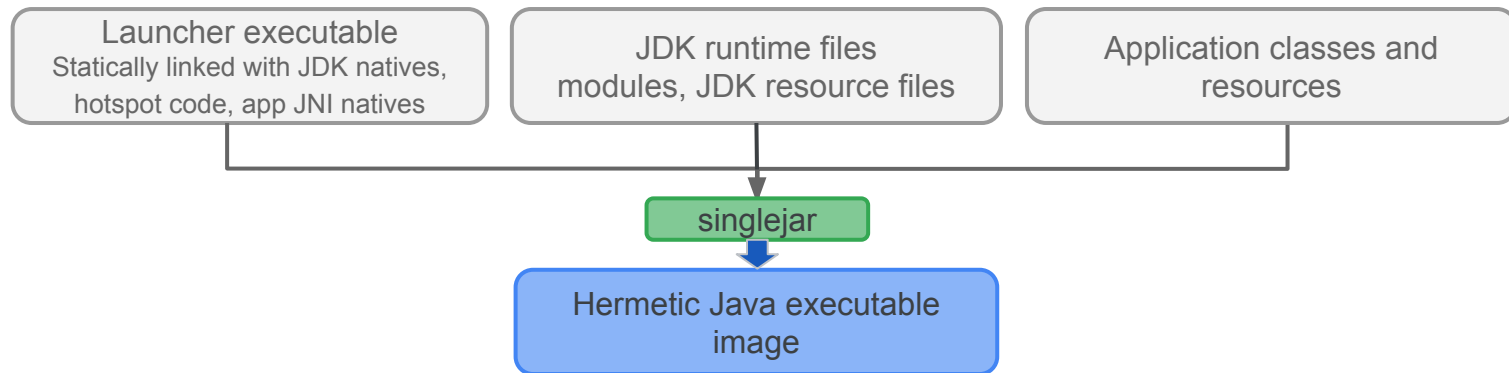 Launcher executable
Statically linked with JDK natives,
hotspot code, app JNI natives
JDK runtime files
modules, JDK resource files
Application classes and
resources
singlejar
Hermetic Java executable
image